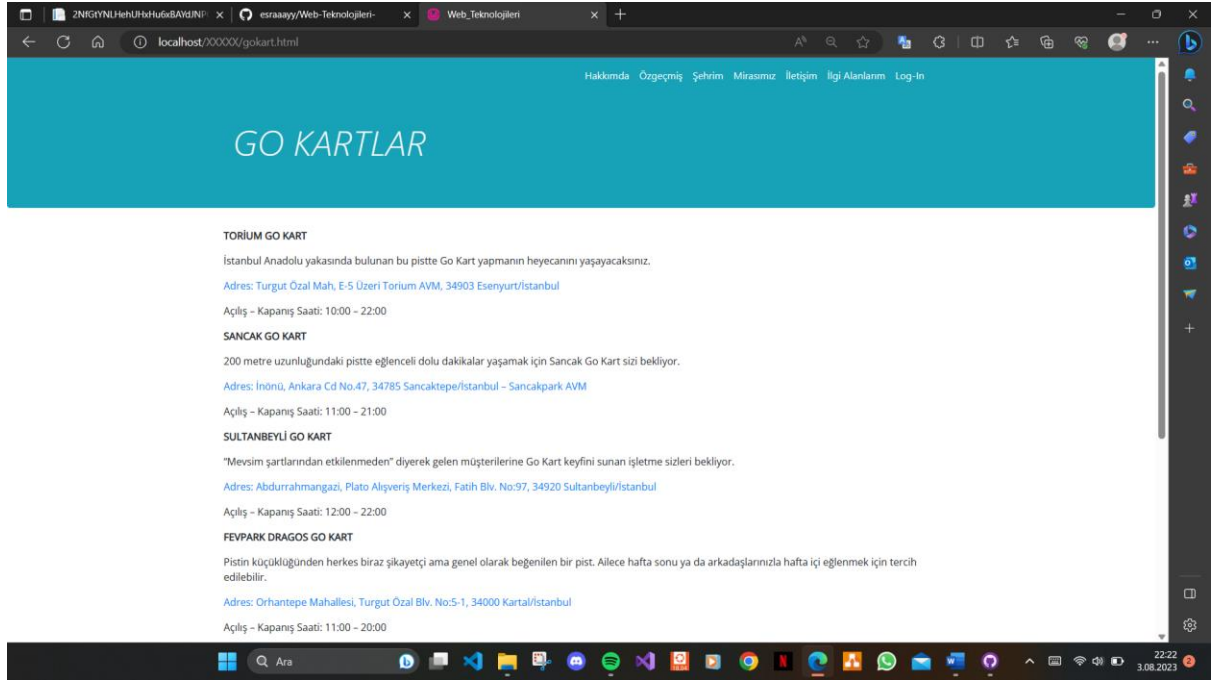 2NfGtYNLHehUHxHu6xBAYdJNP
esraaayy/Web-Teknolojileri-
Web_Teknolojileri
localhost/XXXXX/gokart.html
Hakkımda Özgeçmiş Şehrim Mirasımız İletişim İlgi Alanlarım Log-In
GO KARTLAR
TORİUM GO KART
İstanbul Anadolu yakasında bulunan bu pistte Go Kart yapmanın heyecanını yaşayacaksınız.
Adres: Turgut Özal Mah, E-5 Üzeri Torium AVM, 34903 Esenyurt/İstanbul
Açılış – Kapanış Saati: 10:00 – 22:00
SANCAK GO KART
200 metre uzunluğundaki pistte eğlenceli dolu dakikalar yaşamak için Sancak Go Kart sizi bekliyor.
Adres: İnönü, Ankara Cd No.47, 34785 Sancaktepe/İstanbul – Sancakpark AVM
Açılış – Kapanış Saati: 11:00 – 21:00
SULTANBEYLİ GO KART
“Mevsim şartlarından etkilenmeden” diyerek gelen müşterilerine Go Kart keyfini sunan işletme sizleri bekliyor.
Adres: Abdurrahmangazi, Plato Alışveriş Merkezi, Fatih Blv. No:97, 34920 Sultanbeyli/İstanbul
Açılış – Kapanış Saati: 12:00 – 22:00
FEVPARK DRAGOS GO KART
Pistin küçüklüğünden herkes biraz şikayetçi ama genel olarak beğenilen bir pist. Ailece hafta sonu ya da arkadaşlarınızla hafta içi eğlenmek için tercih
edilebilir.
Adres: Orhantepe Mahallesi, Turgut Özal Blv. No:5-1, 34000 Kartal/İstanbul
Açılış – Kapanış Saati: 11:00 – 20:00
Ara
22:22
3.08.2023